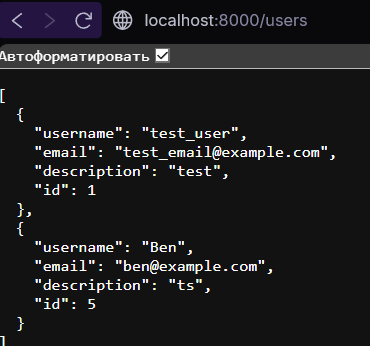 localhost:8000/users
Автоформатировать
[
  {
    "username": "test_user",
    "email": "test_email@example.com",
    "description": "test",
    "id": 1
  },
  {
    "username": "Ben",
    "email": "ben@example.com",
    "description": "ts",
    "id": 5
  }
]